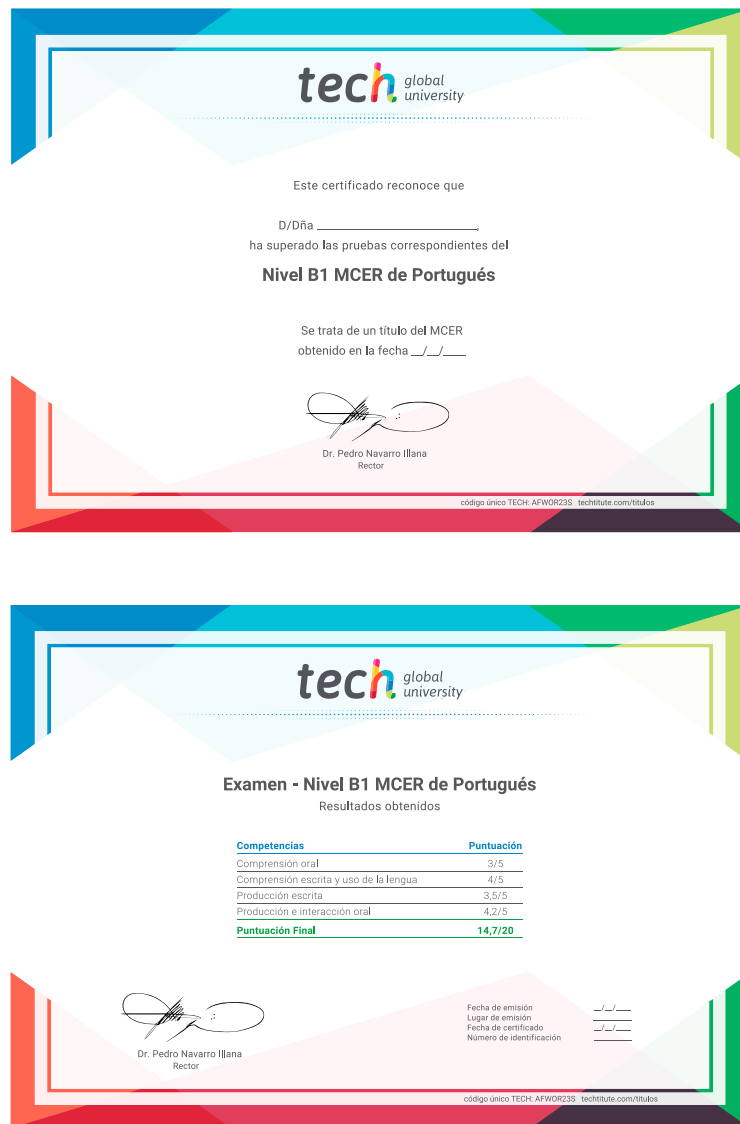 tech global university
Este certificado reconoce que
D/Dña ____________________,
ha superado las pruebas correspondientes del
Nivel B1 MCER de Portugués
Se trata de un título del MCER
obtenido en la fecha __/__/____
Dr. Pedro Navarro Illana
Rector
código único TECH: AFWOR23S techtitute.com/titulos
tech global university
Examen - Nivel B1 MCER de Portugués
Resultados obtenidos
Competencias Puntuación
Comprensión oral 3/5
Comprensión escrita y uso de la lengua 4/5
Producción escrita 3,5/5
Producción e interacción oral 4,2/5
Puntuación Final 14,7/20
Fecha de emisión __/__/____
Lugar de emisión ________
Fecha de certificado __/__/____
Número de identificación ________
Dr. Pedro Navarro Illana
Rector
código único TECH: AFWOR23S techtitute.com/titulos